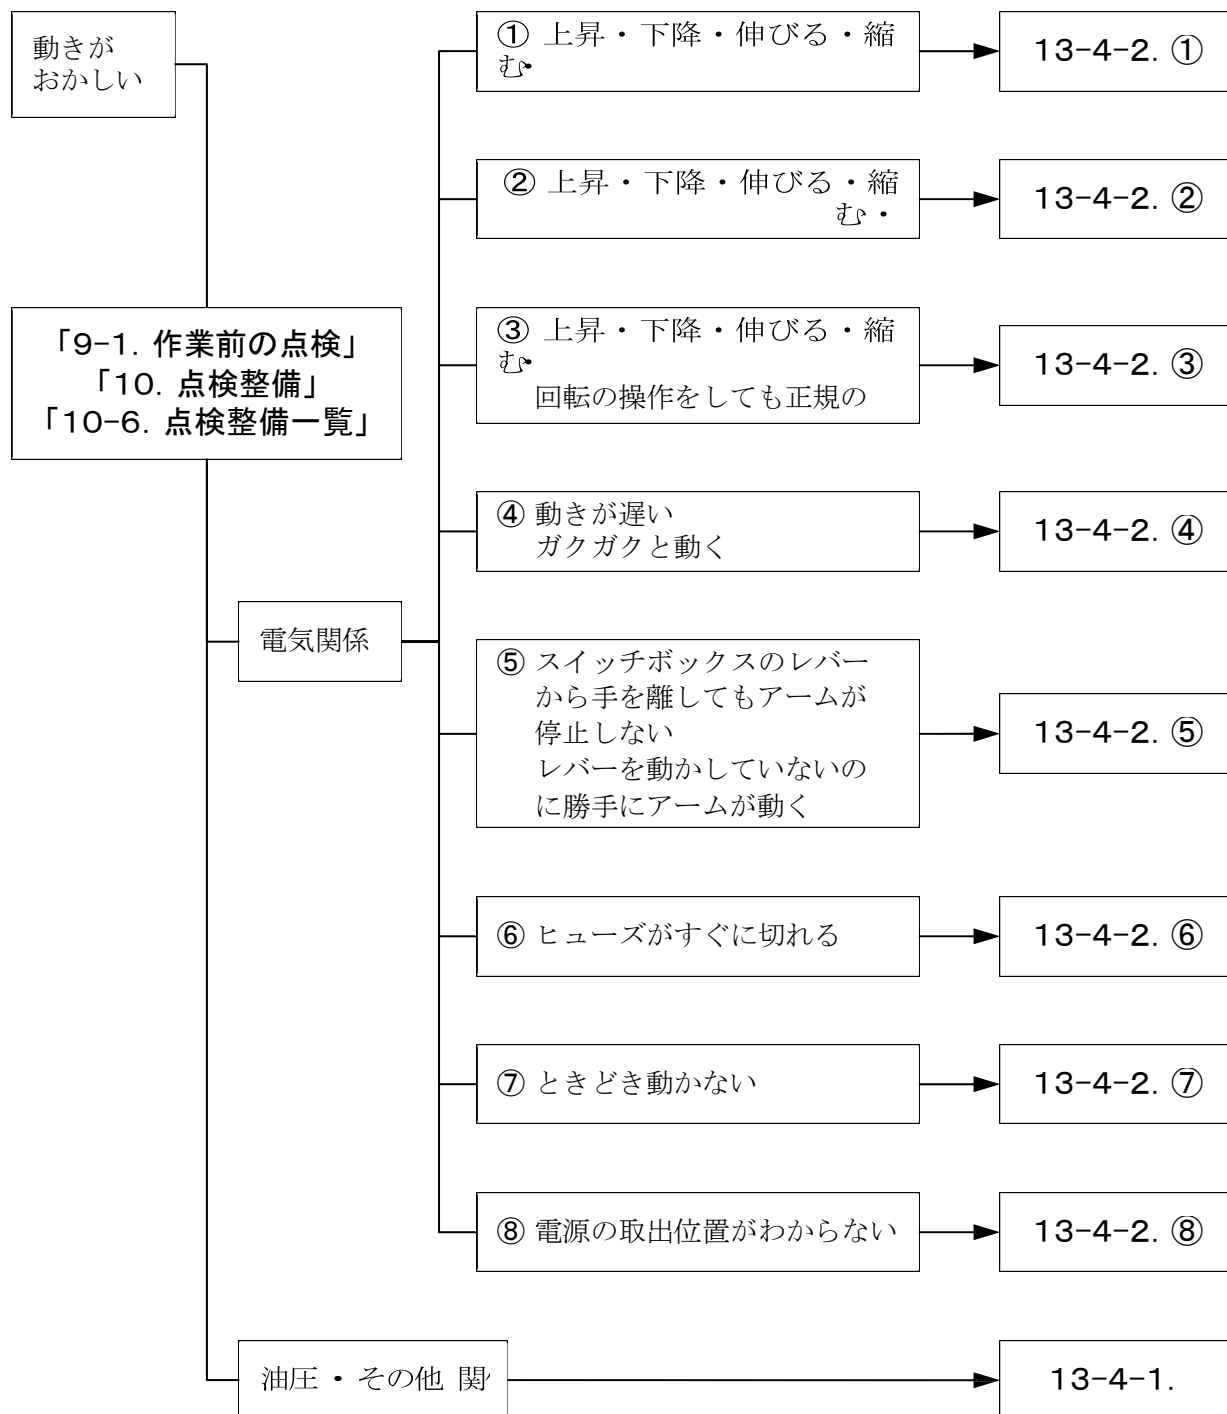 動きが
おかしい
① 上昇・下降・伸びる・縮
む・
13-4-2. ①
② 上昇・下降・伸びる・縮
む・
13-4-2. ②
「9-1. 作業前の点検」
「10. 点検整備」
「10-6. 点検整備一覧」
③ 上昇・下降・伸びる・縮
む・
回転の操作をしても正規の
13-4-2. ③
④ 動きが遅い
ガクガクと動く
13-4-2. ④
電気関係
⑤ スイッチボックスのレバー
から手を離してもアームが
停止しない
レバーを動かしていないの
に勝手にアームが動く
13-4-2. ⑤
⑥ ヒューズがすぐに切れる
13-4-2. ⑥
⑦ ときどき動かない
13-4-2. ⑦
⑧ 電源の取出位置がわからない
13-4-2. ⑧
油圧・その他 関
13-4-1.